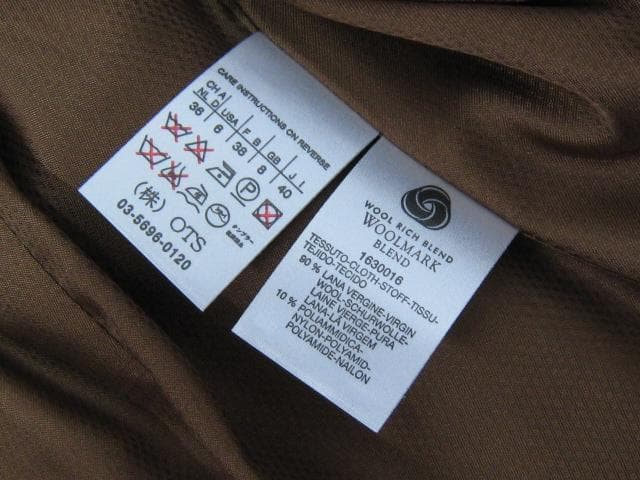 CARE INSTRUCTIONS ON REVERSE
CH A
NL D USA F B GB J I
36 6 38 8 40
P
(株) OTS
03-5696-0120
WOOL RICH BLEND
WOOLMARK
BLEND
1630016
TESSUTO-CLOTH-STOFF-TISSU-
TEJIDO-TECIDO
90 % LANA VERGINE-VIRGIN
WOOL-SCHURWOLLE-
LAINE VIERGE-PURA
LANA-LÃ VIRGEM
10 % POLIAMMIDICA-
NYLON-POLYAMID-
POLYAMIDE-NAILON